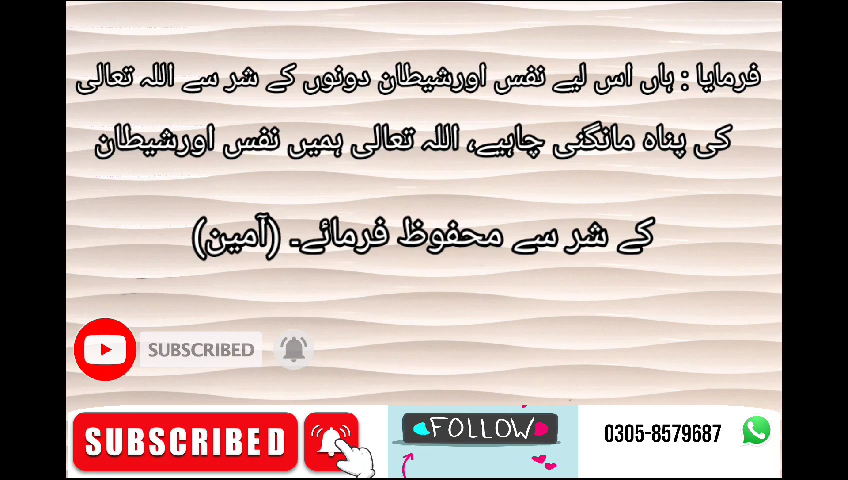 فرمایا : ہاں اس لیے نفس اورشیطان دونوں کے شر سے اللہ تعالی
کی پناہ مانگنی چاہیے، اللہ تعالی ہمیں نفس اورشیطان
کے شر سے محفوظ فرمائے۔ (آمین)
SUBSCRIBED
SUBSCRIBED
FOLLOW
0305-8579687